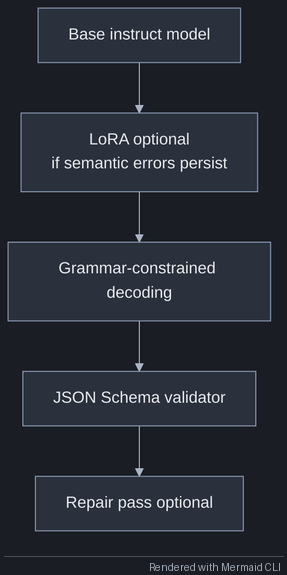 Base instruct model
LoRA optional
if semantic errors persist
Grammar-constrained
decoding
JSON Schema validator
Repair pass optional
Rendered with Mermaid CLI